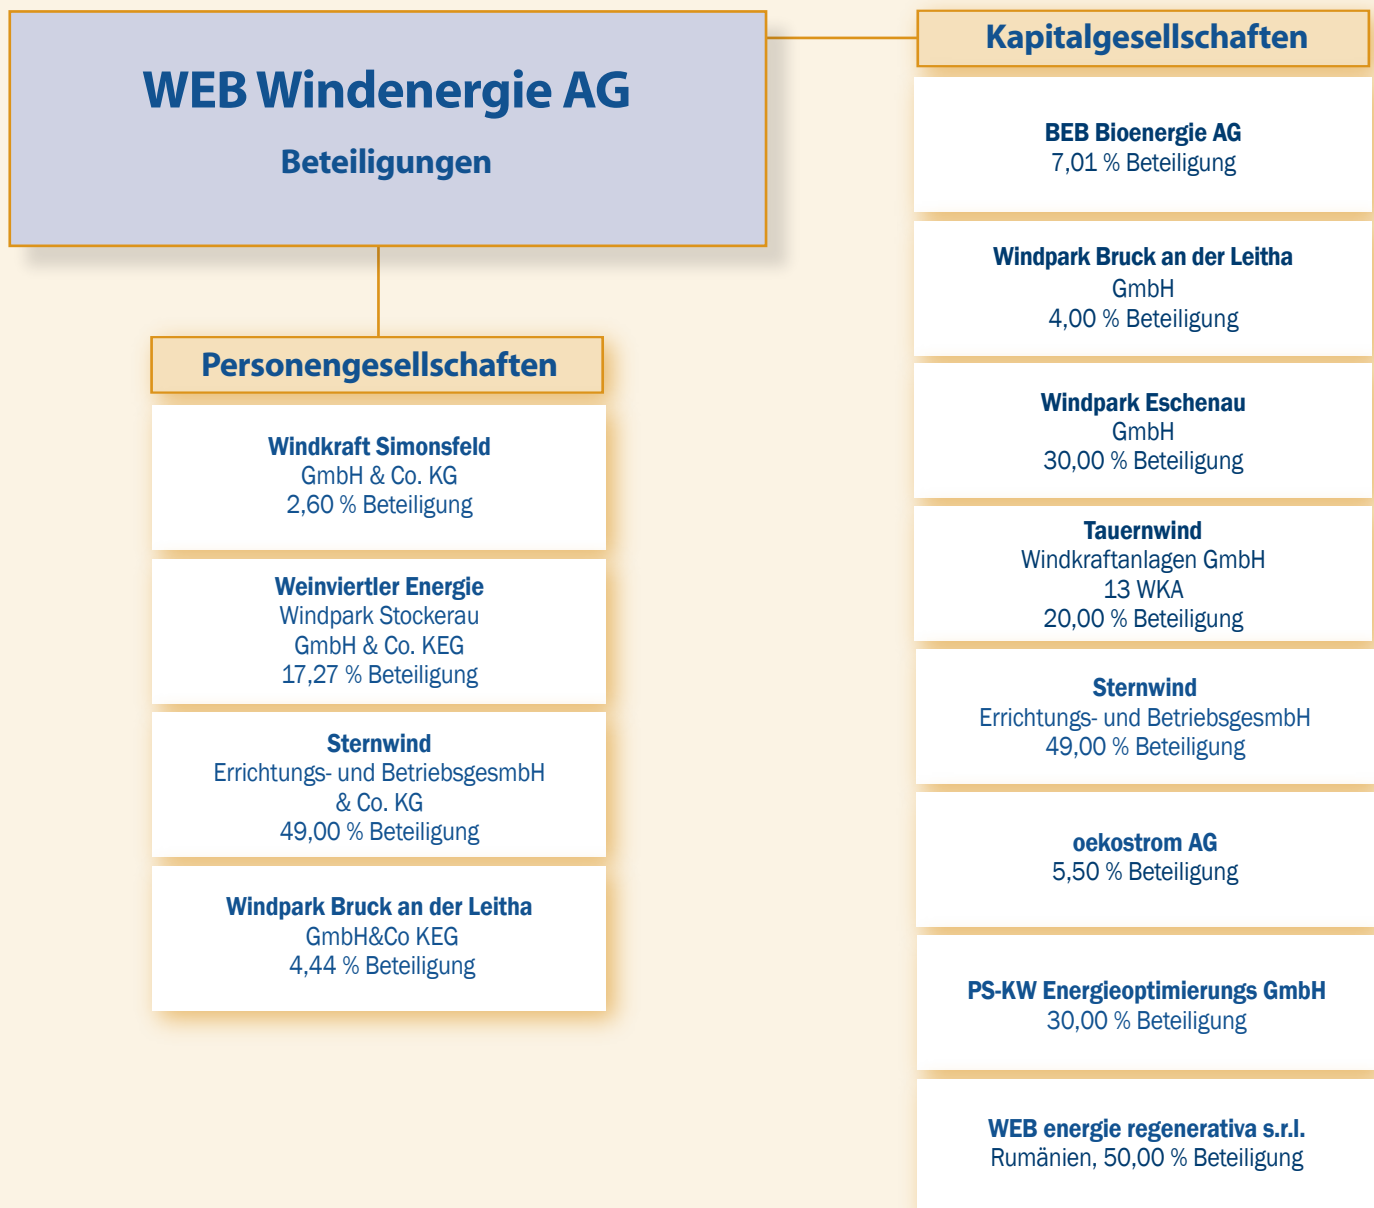 WEB Windenergie AG
Beteiligungen
Personengesellschaften
Windkraft Simonsfeld
GmbH & Co. KG
2,60 % Beteiligung
Weinviertler Energie
Windpark Stockerau
GmbH & Co. KEG
17,27 % Beteiligung
Sternwind
Errichtungs- und BetriebsgesmbH
& Co. KG
49,00 % Beteiligung
Windpark Bruck an der Leitha
GmbH&Co KEG
4,44 % Beteiligung
Kapitalgesellschaften
BEB Bioenergie AG
7,01 % Beteiligung
Windpark Bruck an der Leitha
GmbH
4,00 % Beteiligung
Windpark Eschenau
GmbH
30,00 % Beteiligung
Tauernwind
Windkraftanlagen GmbH
13 WKA
20,00 % Beteiligung
Sternwind
Errichtungs- und BetriebsgesmbH
49,00 % Beteiligung
oekostrom AG
5,50 % Beteiligung
PS-KW Energieoptimierungs GmbH
30,00 % Beteiligung
WEB energie regenerativa s.r.l.
Rumänien, 50,00 % Beteiligung